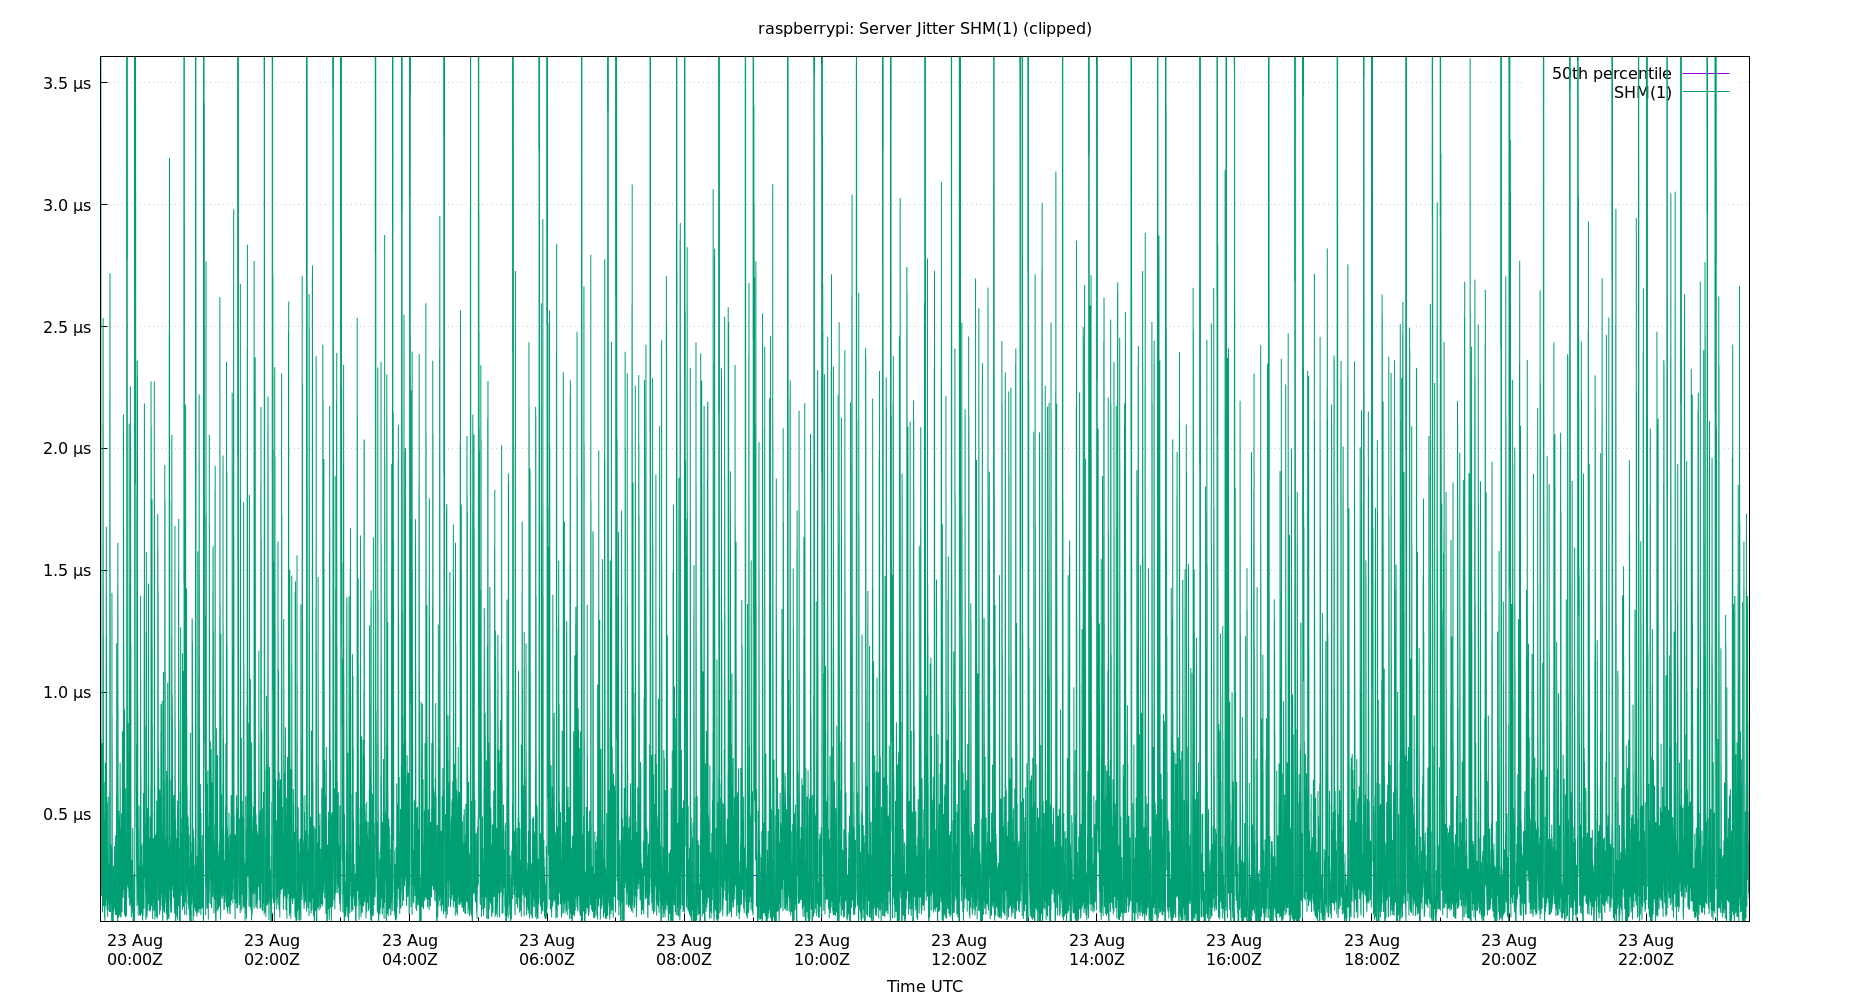 raspberrypi: Server Jitter SHM(1) (clipped)
50th percentile
SHM(1)
3.5 µs
3.0 µs
2.5 µs
2.0 µs
1.5 µs
1.0 µs
0.5 µs
23 Aug 23 Aug 23 Aug 23 Aug 23 Aug 23 Aug 23 Aug 23 Aug 23 Aug 23 Aug 23 Aug 23 Aug
00:00Z 02:00Z 04:00Z 06:00Z 08:00Z 10:00Z 12:00Z 14:00Z 16:00Z 18:00Z 20:00Z 22:00Z
Time UTC